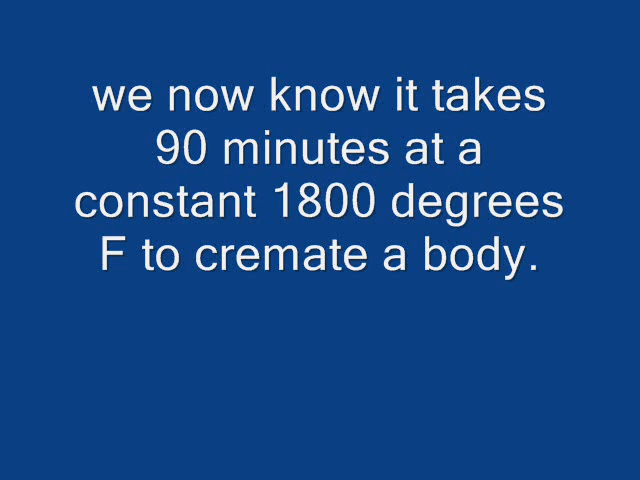 we now know it takes
90 minutes at a
constant 1800 degrees
F to cremate a body.